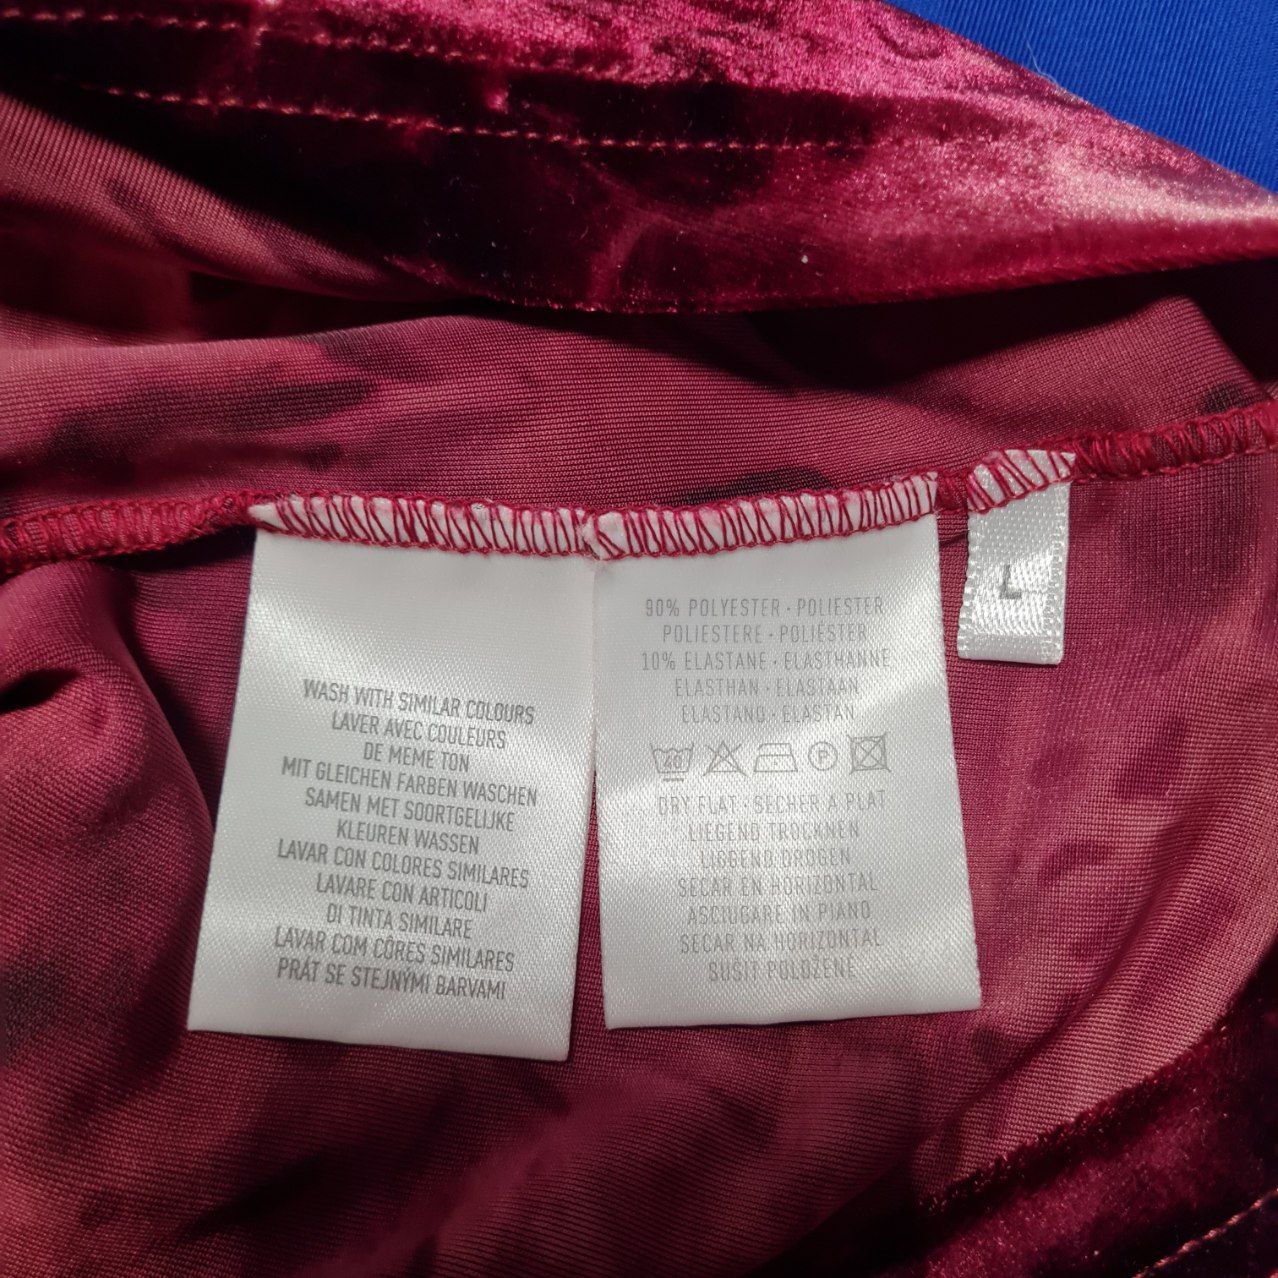 WASH WITH SIMILAR COLOURS
LAVER AVEC COULEURS
DE MEME TON
MIT GLEICHEN FARBEN WASCHEN
SAMEN MET SOORTGELIJKE
KLEUREN WASSEN
LAVAR CON COLORES SIMILARES
LAVARE CON ARTICOLI
DI TINTA SIMILARE
LAVAR COM CÔRES SIMILARES
PRÁT SE STEJNÝMI BARVAMI
90% POLYESTER · POLIESTER
POLIESTERE · POLIÉSTER
10% ELASTANE · ELASTHANNE
ELASTHAN · ELASTAAN
ELASTANO · ELASTAN
40 F
DRY FLAT · SECHER A PLAT
LIEGEND TROCKNEN
LIGGEND DROGEN
SECAR EN HORIZONTAL
ASCIUGARE IN PIANO
SECAR NA HORIZONTAL
SUŠIT POLOŽENÉ
L